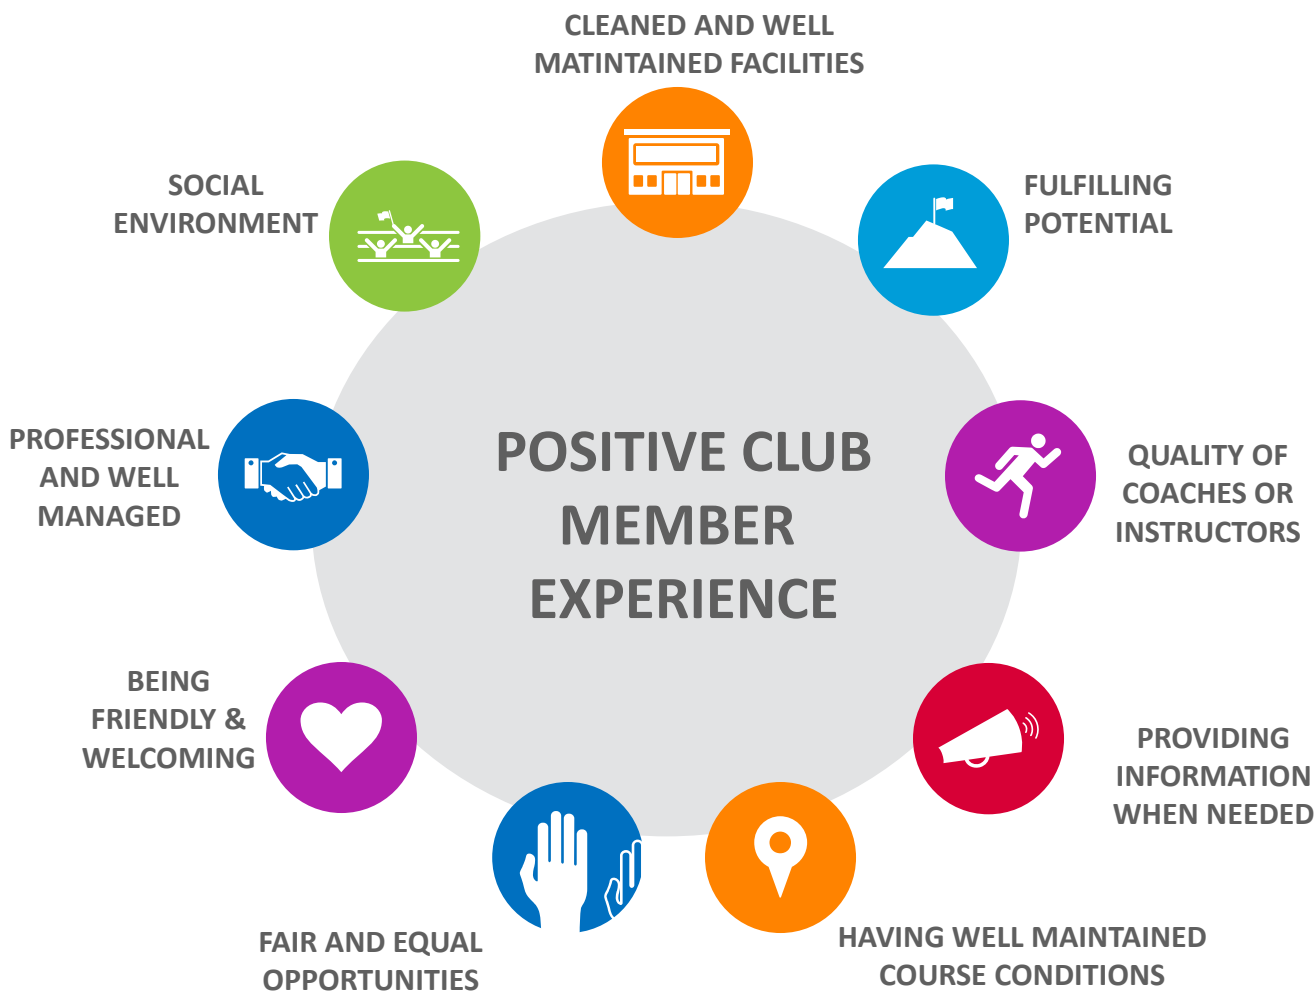 CLEANED AND WELL
MATINTAINED FACILITIES
SOCIAL
ENVIRONMENT
FULFILLING
POTENTIAL
PROFESSIONAL
AND WELL
MANAGED
POSITIVE CLUB
MEMBER
EXPERIENCE
QUALITY OF
COACHES OR
INSTRUCTORS
BEING
FRIENDLY &
WELCOMING
PROVIDING
INFORMATION
WHEN NEEDED
FAIR AND EQUAL
OPPORTUNITIES
HAVING WELL MAINTAINED
COURSE CONDITIONS